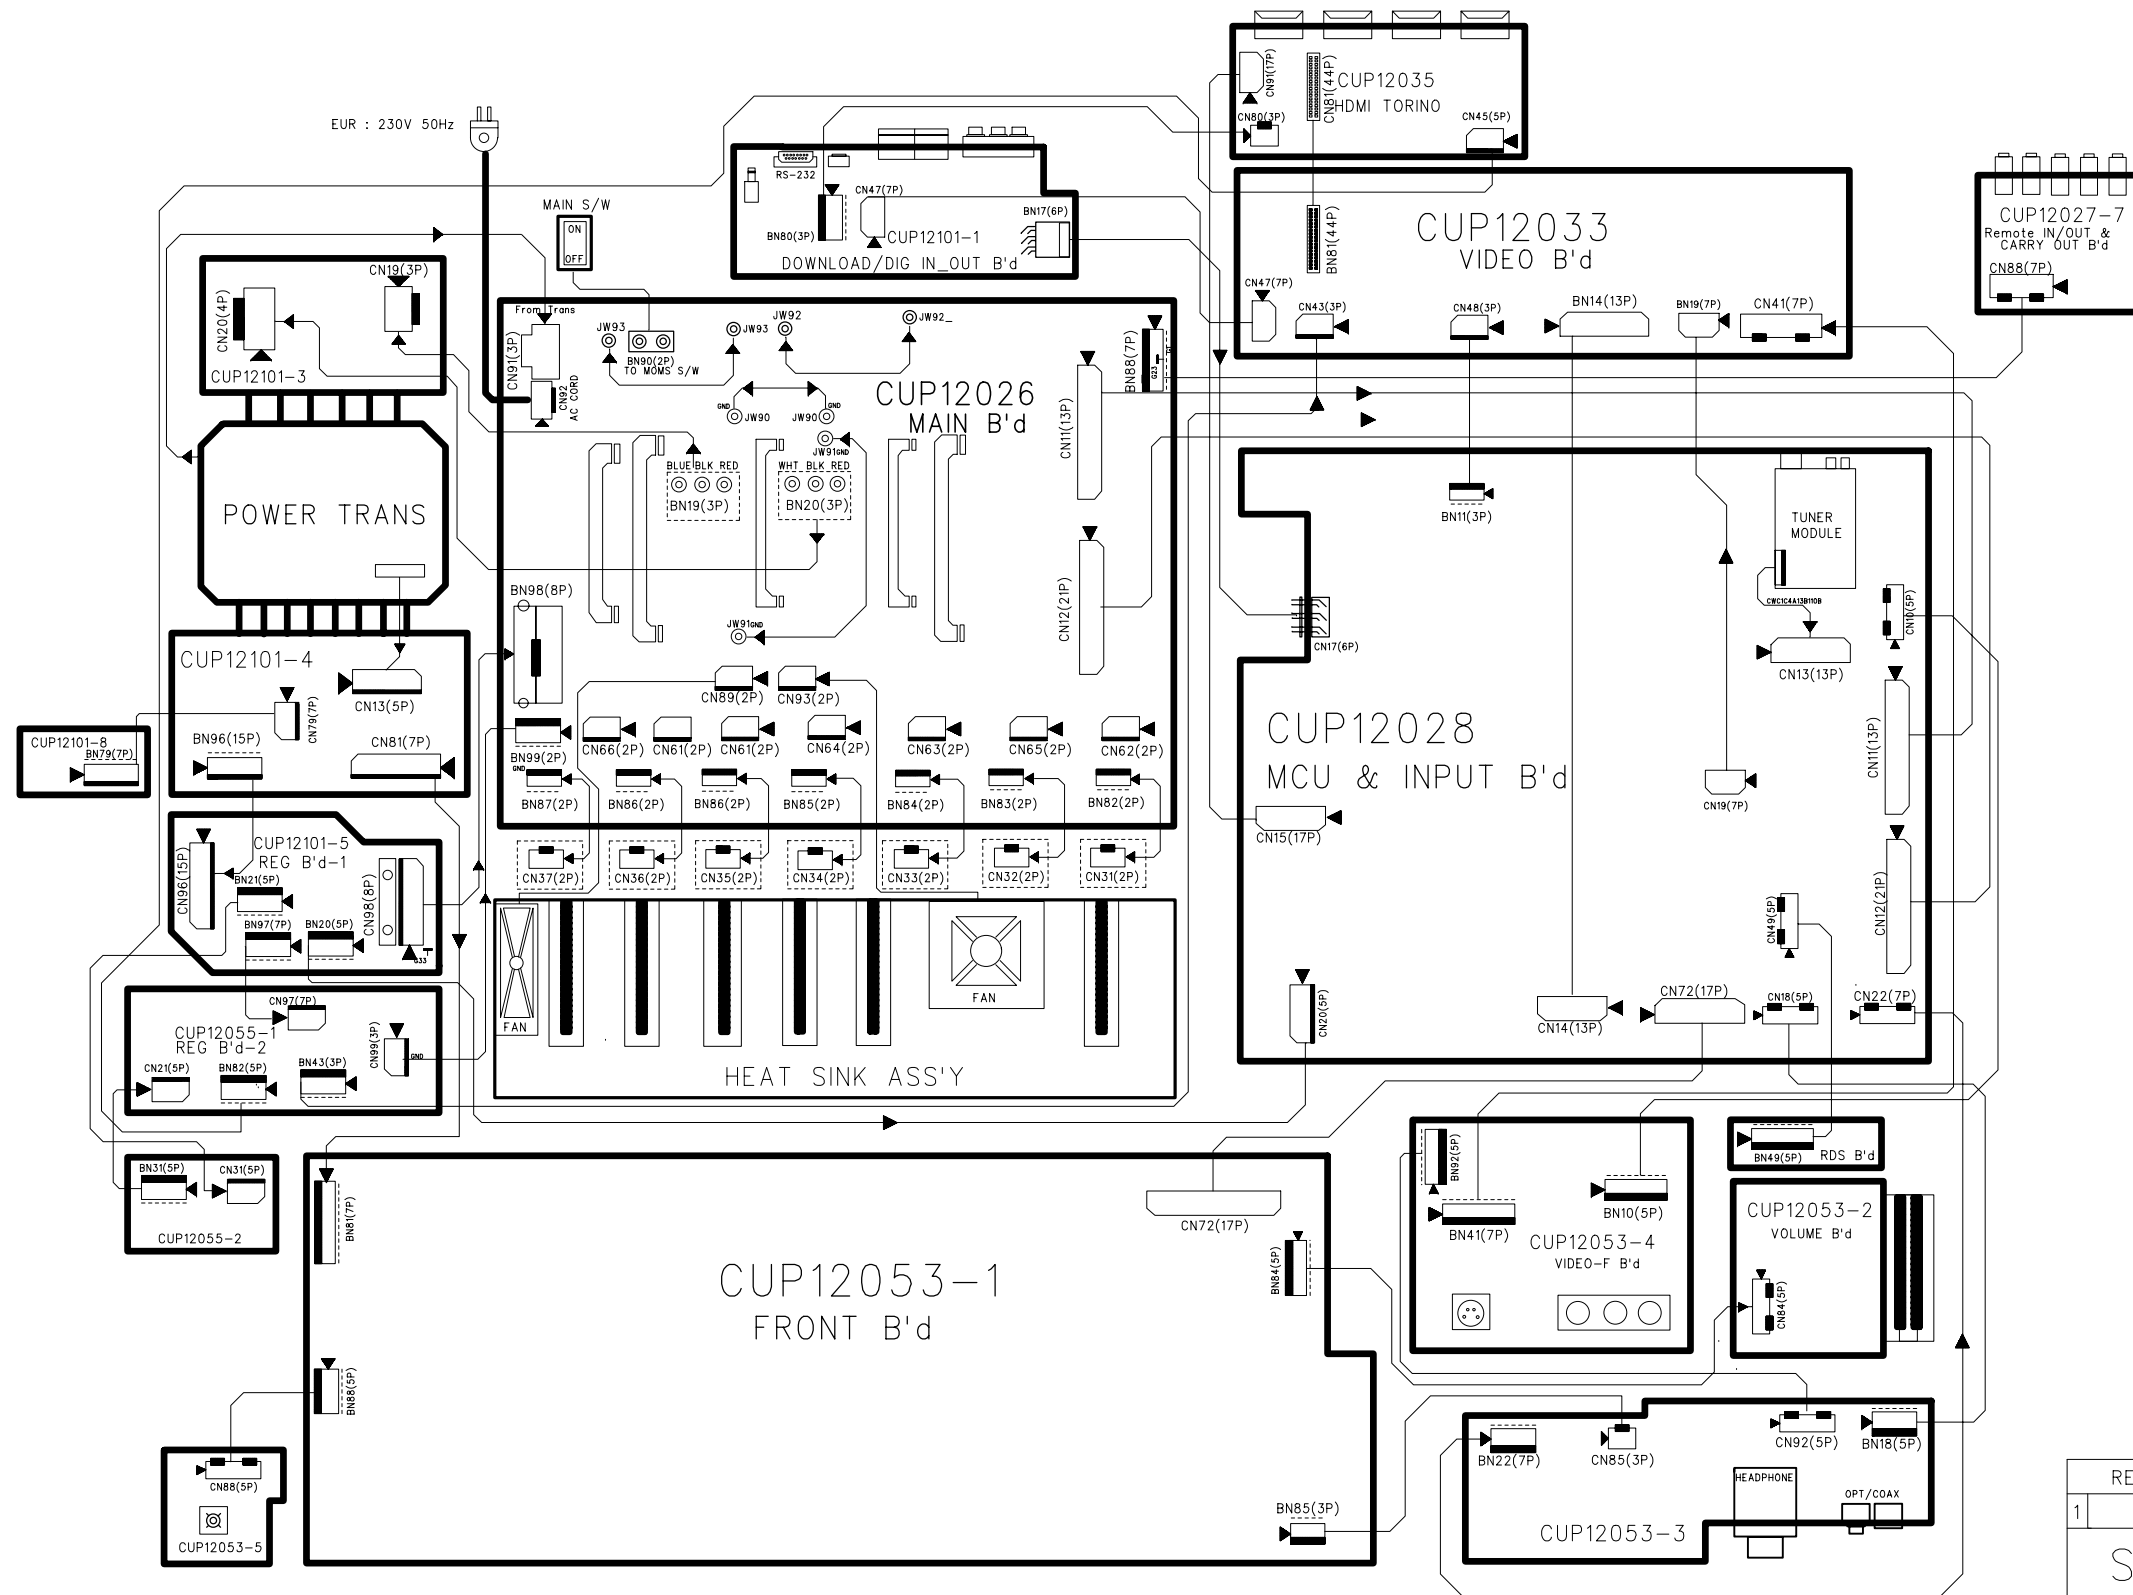 EUR : 230V 50Hz
MAIN S/W
ON
OFF
RS-232
CN47(7P)
BN17(6P)
BN80(3P)
CUP12101-1
DOWNLOAD/DIG IN_OUT B'd
CN91(17P)
CN81(44P)
CUP12035
HDMI TORINO
CN80(3P)
CN45(5P)
BN81(44P)
CUP12033
VIDEO B'd
CN47(7P)
CN43(3P)
CN48(3P)
BN14(13P)
BN19(7P)
CN41(7P)
CUP12027-7
Remote IN/OUT &
CARRY OUT B'd
CN88(7P)
CN19(3P)
CN20(4P)
CUP12101-3
POWER TRANS
From Trans
CN91(3P)
CN92
AC CORD
JW93
BN90(2P)
TO MOMS S/W
JW93
JW92
JW92_
GND
JW90
JW90
GND
JW91GND
CUP12026
MAIN B'd
BN88(7P)
G23
CN11(13P)
BLUE BLK RED
BN19(3P)
WHT BLK RED
BN20(3P)
CN12(21P)
BN98(8P)
JW91GND
CN89(2P)
CN93(2P)
BN99(2P)
GND
CN66(2P)
CN61(2P)
CN61(2P)
CN64(2P)
CN63(2P)
CN65(2P)
CN62(2P)
BN87(2P)
BN86(2P)
BN86(2P)
BN85(2P)
BN84(2P)
BN83(2P)
BN82(2P)
CN37(2P)
CN36(2P)
CN35(2P)
CN34(2P)
CN33(2P)
CN32(2P)
CN31(2P)
FAN
FAN
HEAT SINK ASS'Y
CUP12101-4
CN13(5P)
CN79(7P)
BN96(15P)
CN81(7P)
CUP12101-8
BN79(7P)
CUP12101-5
REG B'd-1
CN96(15P)
BN21(5P)
BN97(7P)
BN20(5P)
CN98(8P)
G33
CN97(7P)
CUP12055-1
REG B'd-2
CN99(3P)
GND
CN21(5P)
BN82(5P)
BN43(3P)
BN31(5P)
CN31(5P)
CUP12055-2
BN11(3P)
TUNER
MODULE
CWC1C4A13B110B
CN10(5P)
CN17(6P)
CN13(13P)
CUP12028
MCU & INPUT B'd
CN11(13P)
CN19(7P)
CN15(17P)
CN12(21P)
CN49(5P)
CN20(5P)
CN14(13P)
CN72(17P)
CN18(5P)
CN22(7P)
BN81(7P)
CN72(17P)
BN84(5P)
CUP12053-1
FRONT B'd
BN88(5P)
BN85(3P)
CN88(5P)
CUP12053-5
BN92(5P)
BN41(7P)
BN10(5P)
CUP12053-4
VIDEO-F B'd
BN49(5P)
RDS B'd
CUP12053-2
VOLUME B'd
CN84(5P)
BN22(7P)
CN85(3P)
CN92(5P)
BN18(5P)
HEADPHONE
OPT/COAX
CUP12053-3
RE
1
S